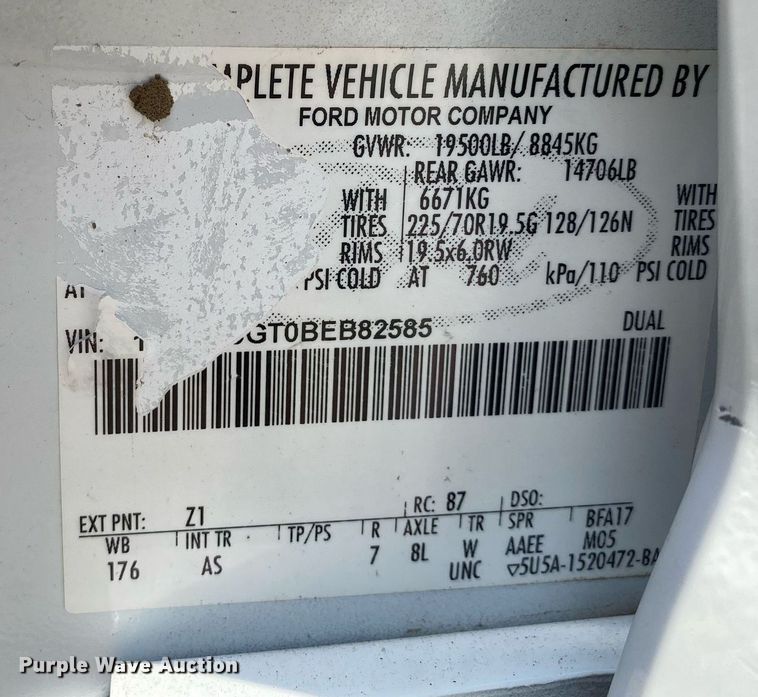 MPLETE VEHICLE MANUFACTURED BY
FORD MOTOR COMPANY
GVWR: 19500LB/ 8845KG
REAR GAWR: 14706LB
WITH 6671KG WITH
TIRES 225/70R19.5G 128/126N TIRES
RIMS 19.5x6.0RW RIMS
AT PSI COLD AT 760 kPa/110 PSI COLD
VIN: 1 GT0BEB82585 DUAL
EXT PNT: Z1 RC: 87 DSO:
WB INT TR TP/PS R AXLE TR SPR BFA17
176 AS 7 8L W AAEE M05
UNC ▽5U5A-1520472-BA
Purple Wave Auction